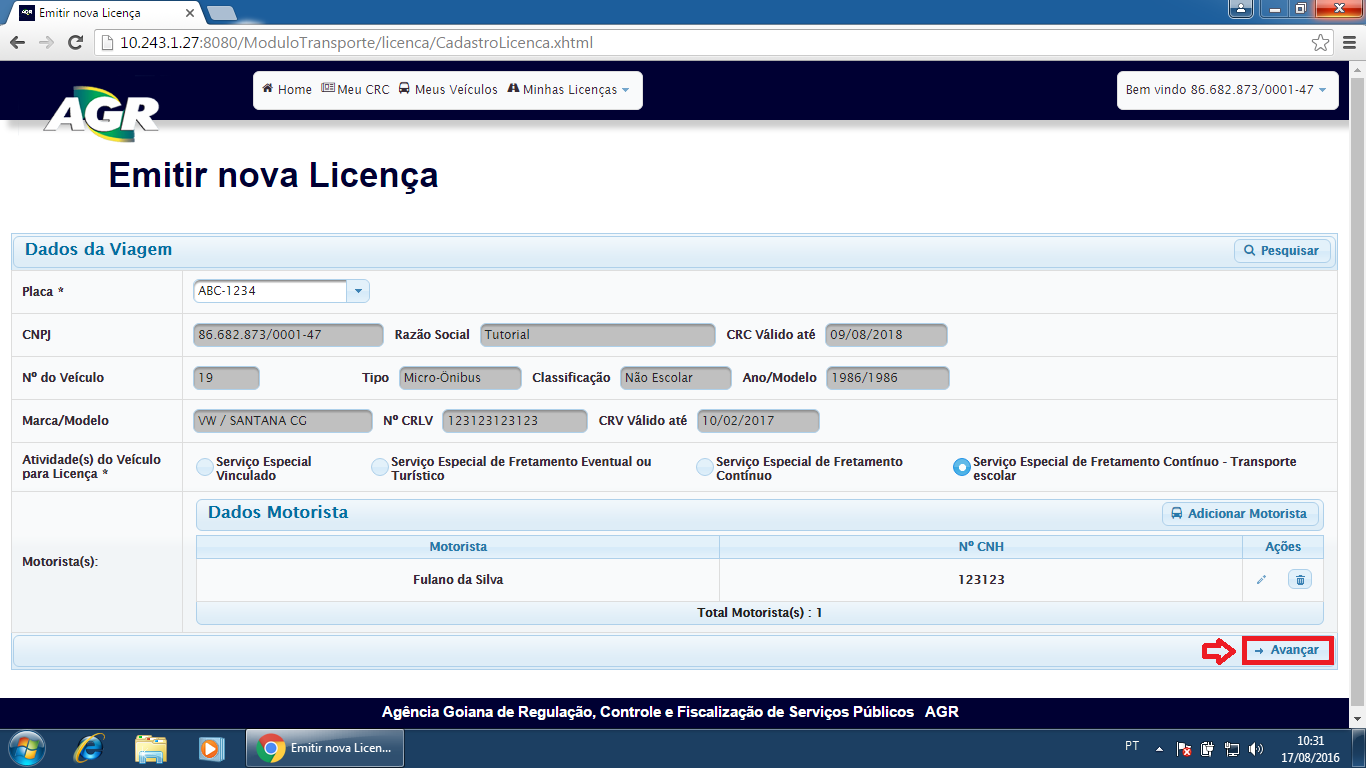 AGR Emitir nova Licença
10.243.1.27:8080/ModuloTransporte/licenca/CadastroLicenca.xhtml
AGR
Home Meu CRC Meus Veículos Minhas Licenças
Bem vindo 86.682.873/0001-47
Emitir nova Licença
Dados da Viagem
Pesquisar
Placa *
ABC-1234
CNPJ 86.682.873/0001-47 Razão Social Tutorial CRC Válido até 09/08/2018
Nº do Veículo 19 Tipo Micro-Ônibus Classificação Não Escolar Ano/Modelo 1986/1986
Marca/Modelo VW / SANTANA CG Nº CRLV 123123123123 CRV Válido até 10/02/2017
Atividade(s) do Veículo
para Licença *
Serviço Especial
Vinculado
Serviço Especial de Fretamento Eventual ou
Turístico
Serviço Especial de Fretamento
Contínuo
Serviço Especial de Fretamento Contínuo - Transporte
escolar
Motorista(s):
Dados Motorista
Adicionar Motorista
Motorista Nº CNH Ações
Fulano da Silva 123123
Total Motorista(s) : 1
Avançar
Agência Goiana de Regulação, Controle e Fiscalização de Serviços Públicos AGR
Emitir nova Licen...
PT
10:31
17/08/2016